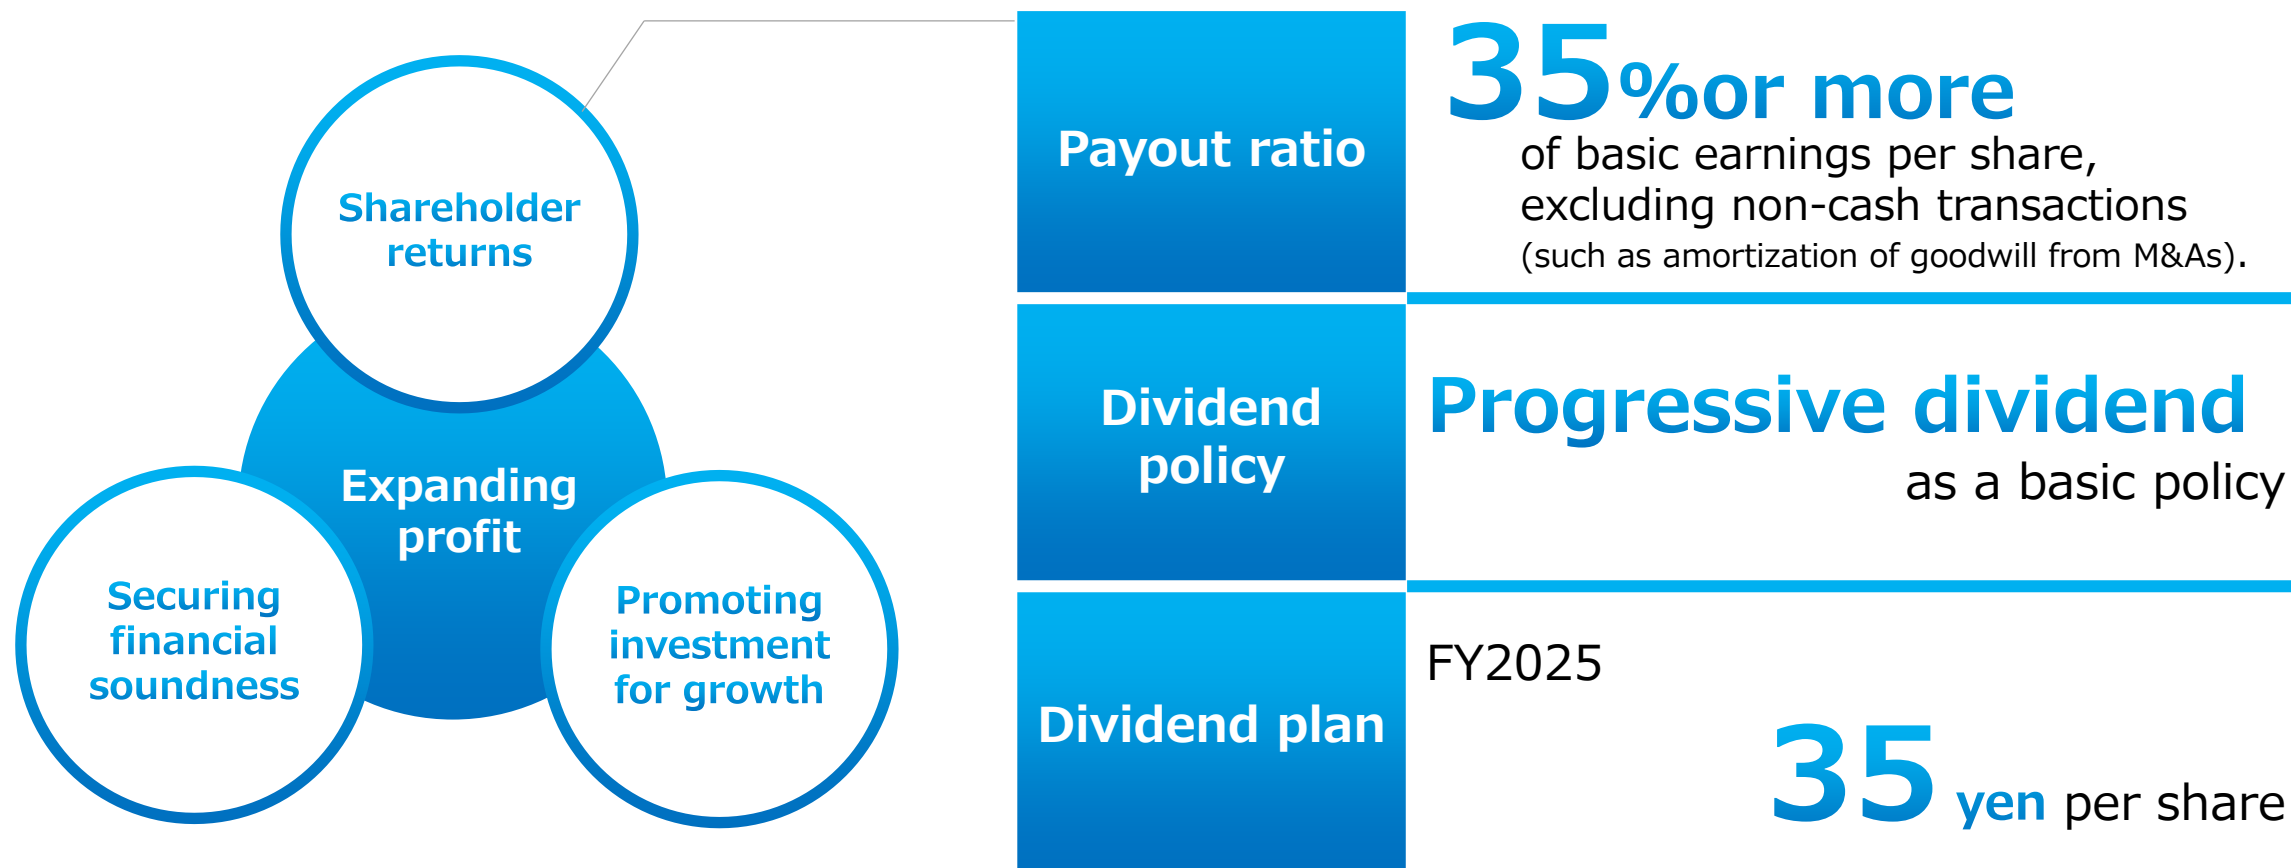 Shareholder
returns
Expanding
profit
Securing
financial
soundness
Promoting
investment
for growth
Payout ratio
35%or more
of basic earnings per share,
excluding non-cash transactions
(such as amortization of goodwill from M&As).
Dividend
policy
Progressive dividend
as a basic policy
Dividend plan
FY2025
35 yen per share